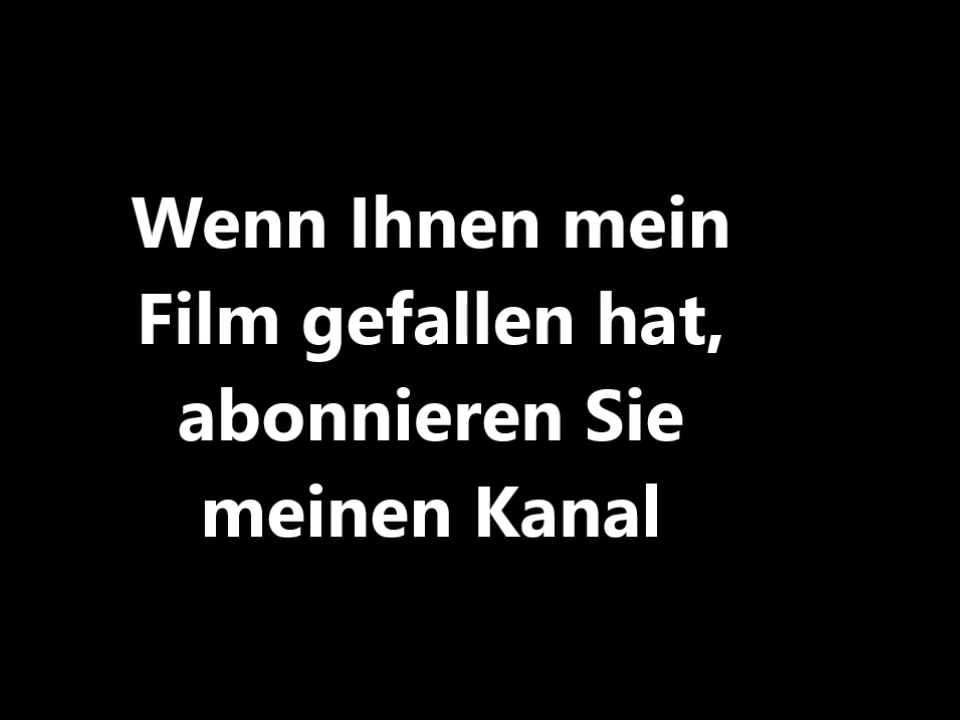 Wenn Ihnen mein
Film gefallen hat,
abonnieren Sie
meinen Kanal